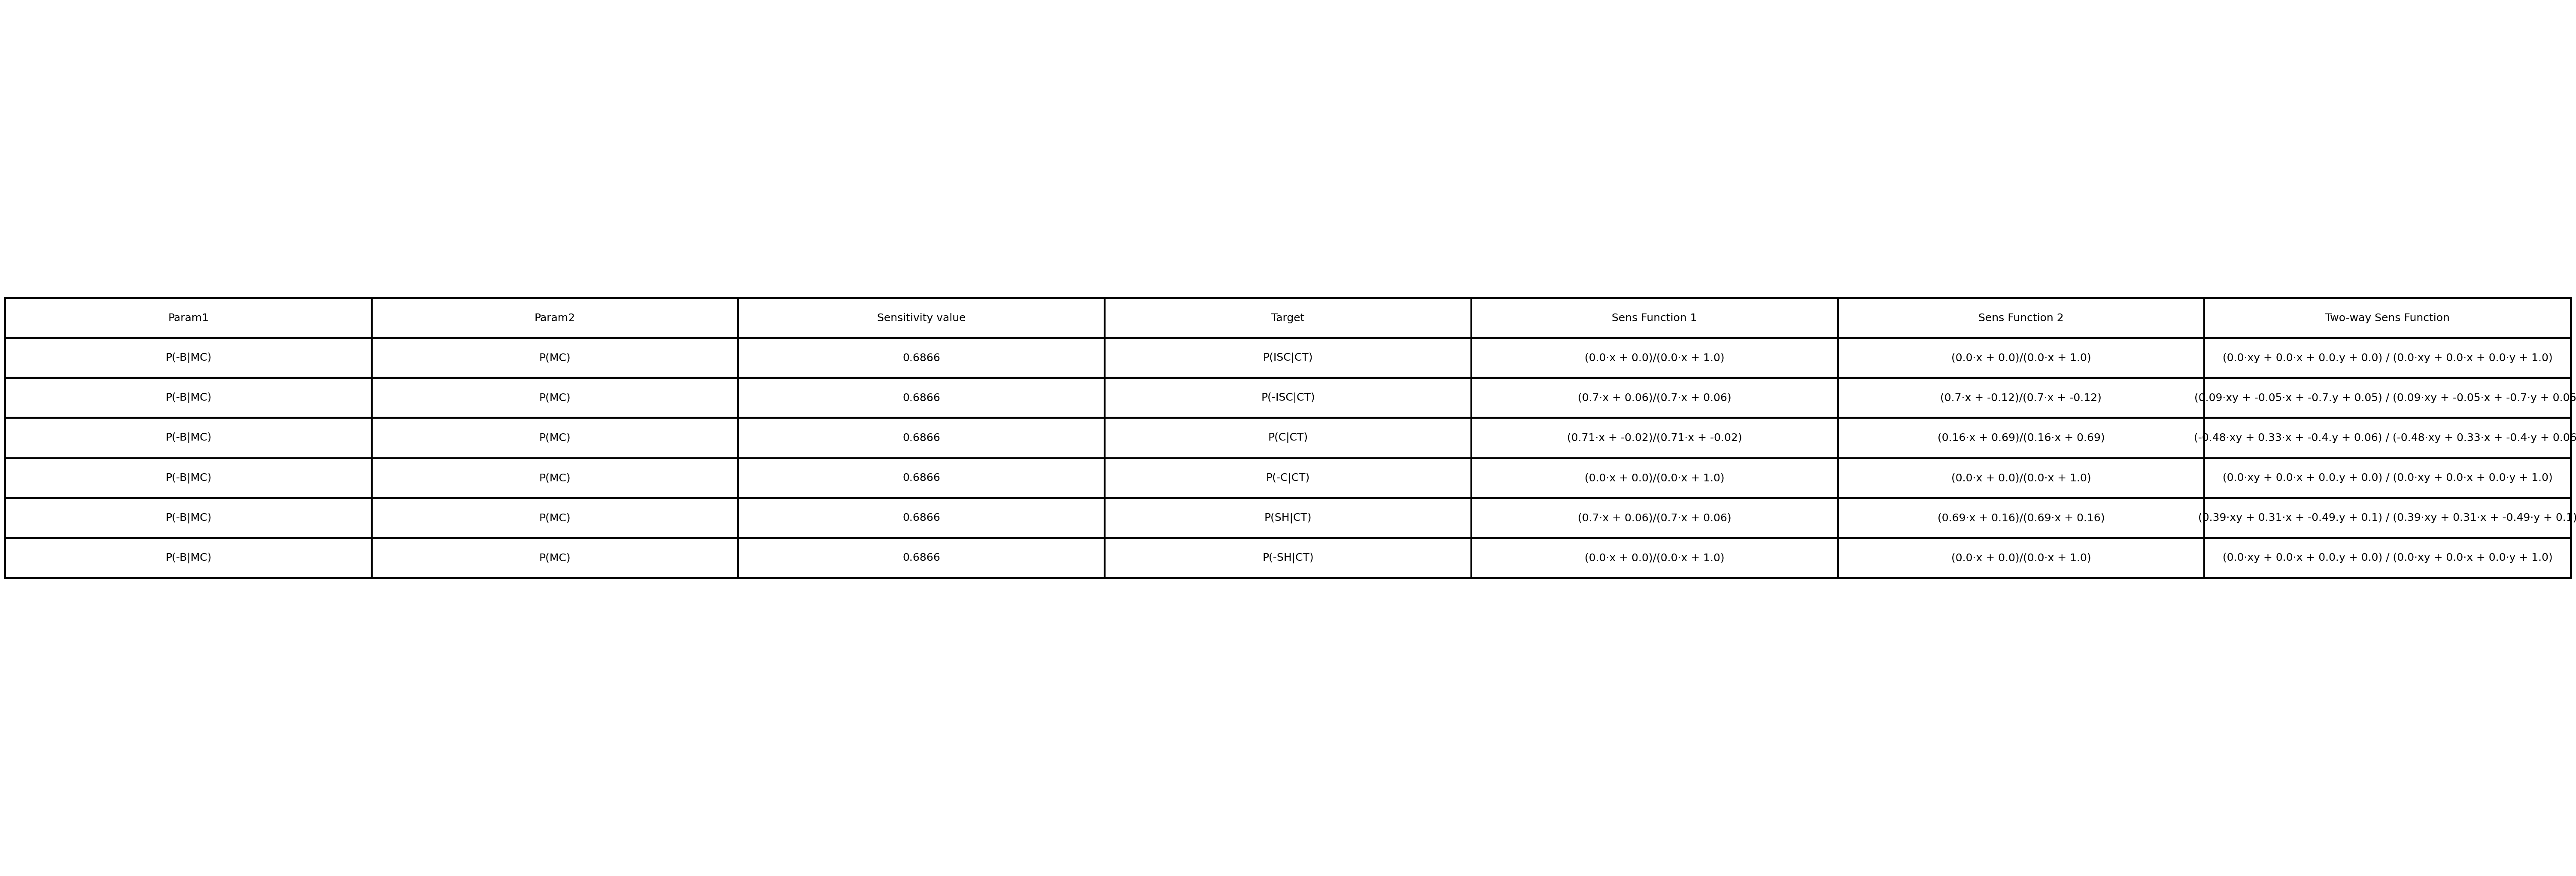 Param1 Param2 Sensitivity value Target Sens Function 1 Sens Function 2 Two-way Sens Function
P(-B|MC) P(MC) 0.6866 P(ISC|CT) (0.0·x + 0.0)/(0.0·x + 1.0) (0.0·x + 0.0)/(0.0·x + 1.0) (0.0·xy + 0.0·x + 0.0.y + 0.0) / (0.0·xy + 0.0·x + 0.0·y + 1.0)
P(-B|MC) P(MC) 0.6866 P(-ISC|CT) (0.7·x + 0.06)/(0.7·x + 0.06) (0.7·x + -0.12)/(0.7·x + -0.12) (0.09·xy + -0.05·x + -0.7.y + 0.05) / (0.09·xy + -0.05·x + -0.7·y + 0.06
P(-B|MC) P(MC) 0.6866 P(C|CT) (0.71·x + -0.02)/(0.71·x + -0.02) (0.16·x + 0.69)/(0.16·x + 0.69) (-0.48·xy + 0.33·x + -0.4.y + 0.06) / (-0.48·xy + 0.33·x + -0.4·y + 0.06
P(-B|MC) P(MC) 0.6866 P(-C|CT) (0.0·x + 0.0)/(0.0·x + 1.0) (0.0·x + 0.0)/(0.0·x + 1.0) (0.0·xy + 0.0·x + 0.0.y + 0.0) / (0.0·xy + 0.0·x + 0.0·y + 1.0)
P(-B|MC) P(MC) 0.6866 P(SH|CT) (0.7·x + 0.06)/(0.7·x + 0.06) (0.69·x + 0.16)/(0.69·x + 0.16) (0.39·xy + 0.31·x + -0.49.y + 0.1) / (0.39·xy + 0.31·x + -0.49·y + 0.1)
P(-B|MC) P(MC) 0.6866 P(-SH|CT) (0.0·x + 0.0)/(0.0·x + 1.0) (0.0·x + 0.0)/(0.0·x + 1.0) (0.0·xy + 0.0·x + 0.0.y + 0.0) / (0.0·xy + 0.0·x + 0.0·y + 1.0)